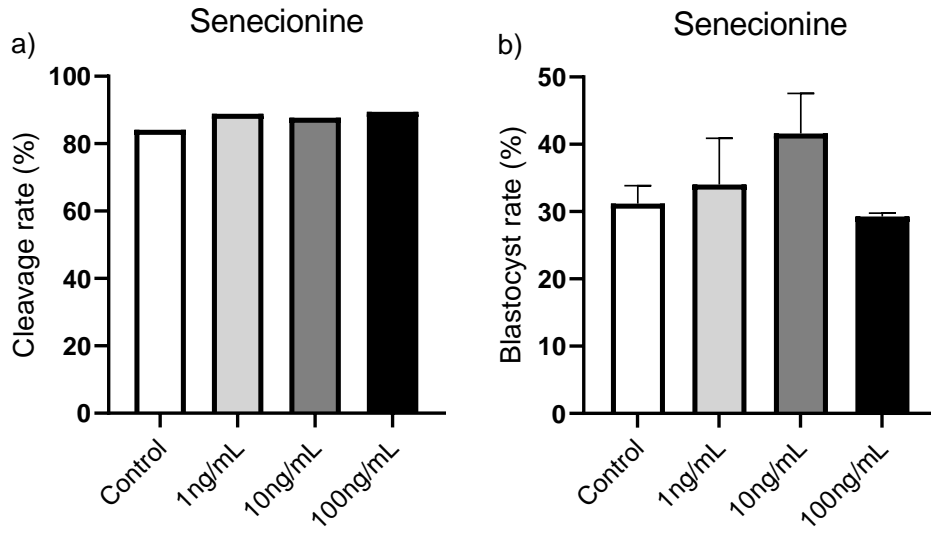 a)
Senecionine
Cleavage rate (%)
100
80
60
40
20
0
Control
1ng/mL
10ng/mL
100ng/mL
b)
Senecionine
Blastocyst rate (%)
50
40
30
20
10
0
Control
1ng/mL
10ng/mL
100ng/mL